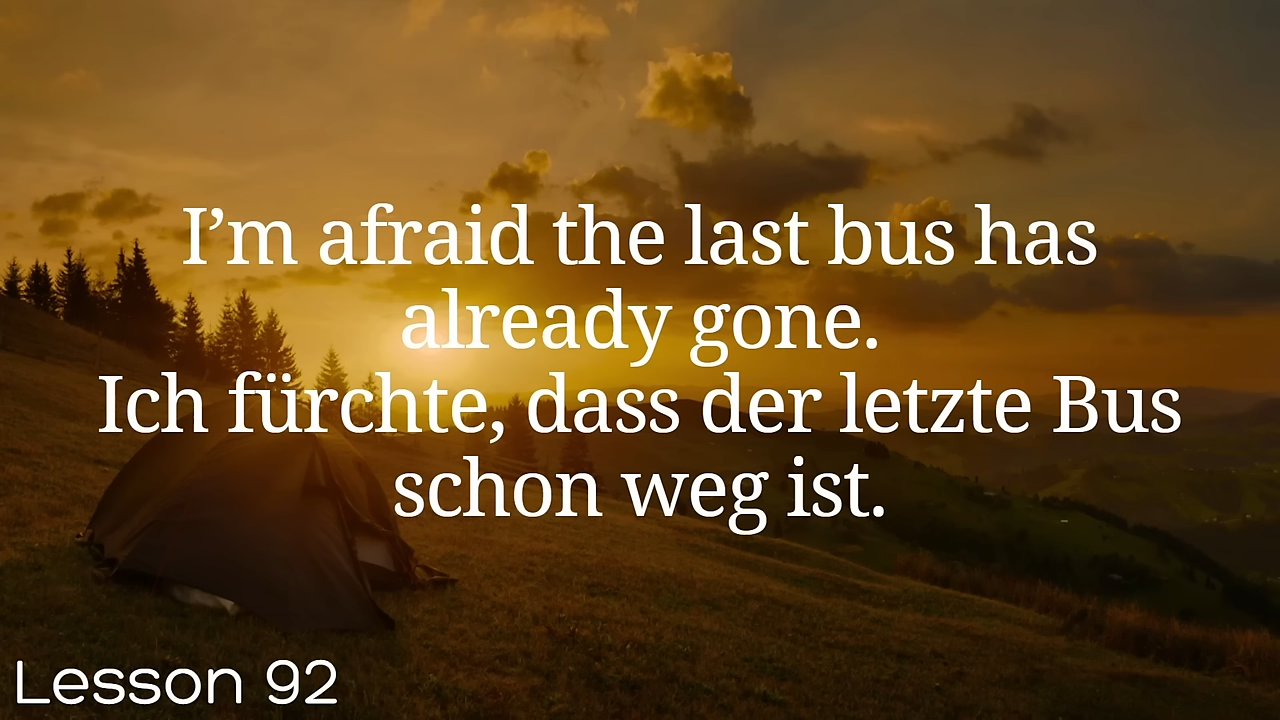 I’m afraid the last bus has
already gone.
Ich fürchte, dass der letzte Bus
schon weg ist.
Lesson 92